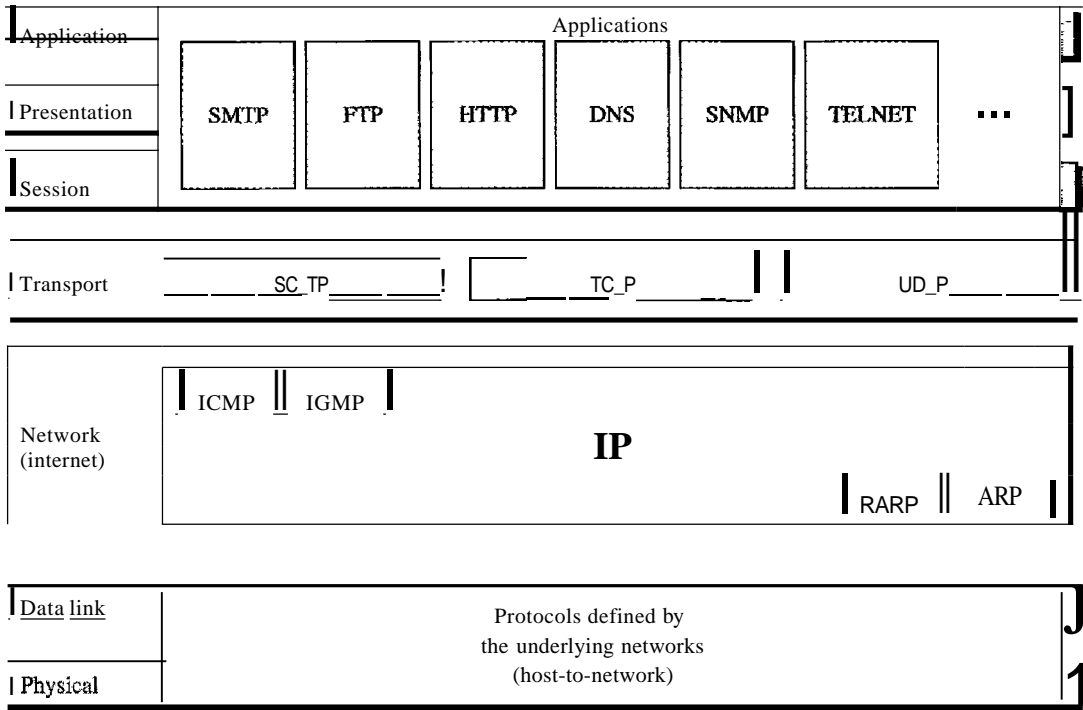 Applications
Application
Presentation
Session
SMTP FTP HTTP DNS SNMP TELNET ...
Transport SC_TP TC_P UD_P
ICMP IGMP
Network
(internet)
IP
RARP ARP
Data link
Physical
Protocols defined by
the underlying networks
(host-to-network)